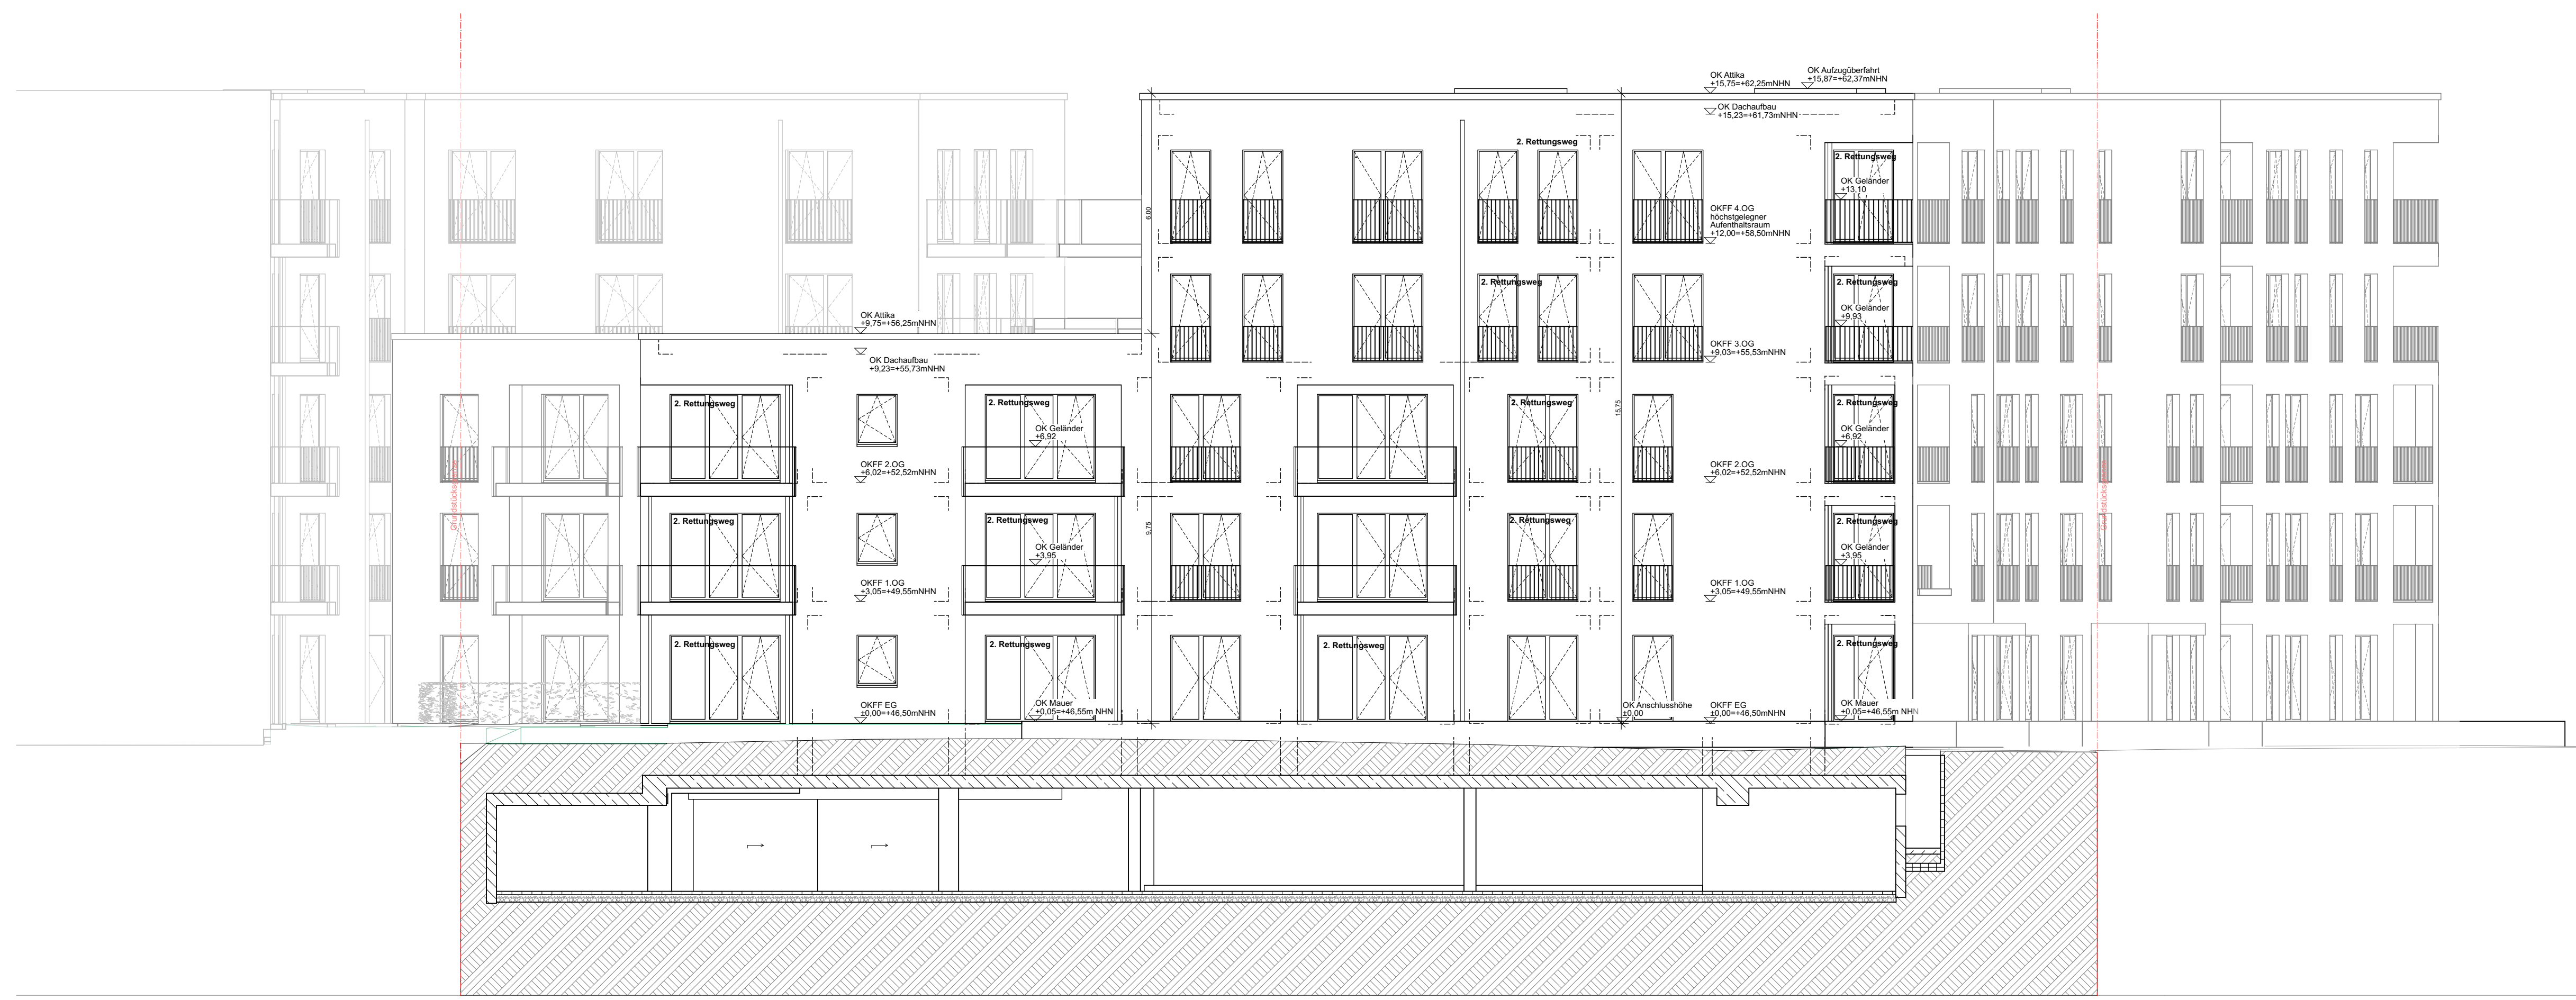 OK Attika
+15,75=+62,25mNHN
OK Aufzugüberfahrt
+15,87=+62,37mNHN
OK Dachaufbau
+15,23=+61,73mNHN
2. Rettungsweg
2. Rettungsweg
OK Geländer
+13,10
6,00
OKFF 4.OG
höchstgelegner
Aufenthaltsraum
+12,00=+58,50mNHN
2. Rettungsweg
2. Rettungsweg
OK Geländer
+9,93
OK Attika
+9,75=+56,25mNHN
OKFF 3.OG
+9,03=+55,53mNHN
OK Dachaufbau
+9,23=+55,73mNHN
2. Rettungsweg
2. Rettungsweg
2. Rettungsweg
15,75
2. Rettungsweg
OK Geländer
+6,92
OK Geländer
+6,92
OKFF 2.OG
+6,02=+52,52mNHN
OKFF 2.OG
+6,02=+52,52mNHN
Grundstücksgrenze
Grundstücksgrenze
2. Rettungsweg
2. Rettungsweg
9,75
2. Rettungsweg
2. Rettungsweg
OK Geländer
+3,95
OK Geländer
+3,95
OKFF 1.OG
+3,05=+49,55mNHN
OKFF 1.OG
+3,05=+49,55mNHN
2. Rettungsweg
2. Rettungsweg
2. Rettungsweg
2. Rettungsweg
OKFF EG
±0,00=+46,50mNHN
OK Mauer
+0,05=+46,55m NHN
OK Anschlusshöhe
±0,00
OKFF EG
±0,00=+46,50mNHN
OK Mauer
+0,05=+46,55m NHN